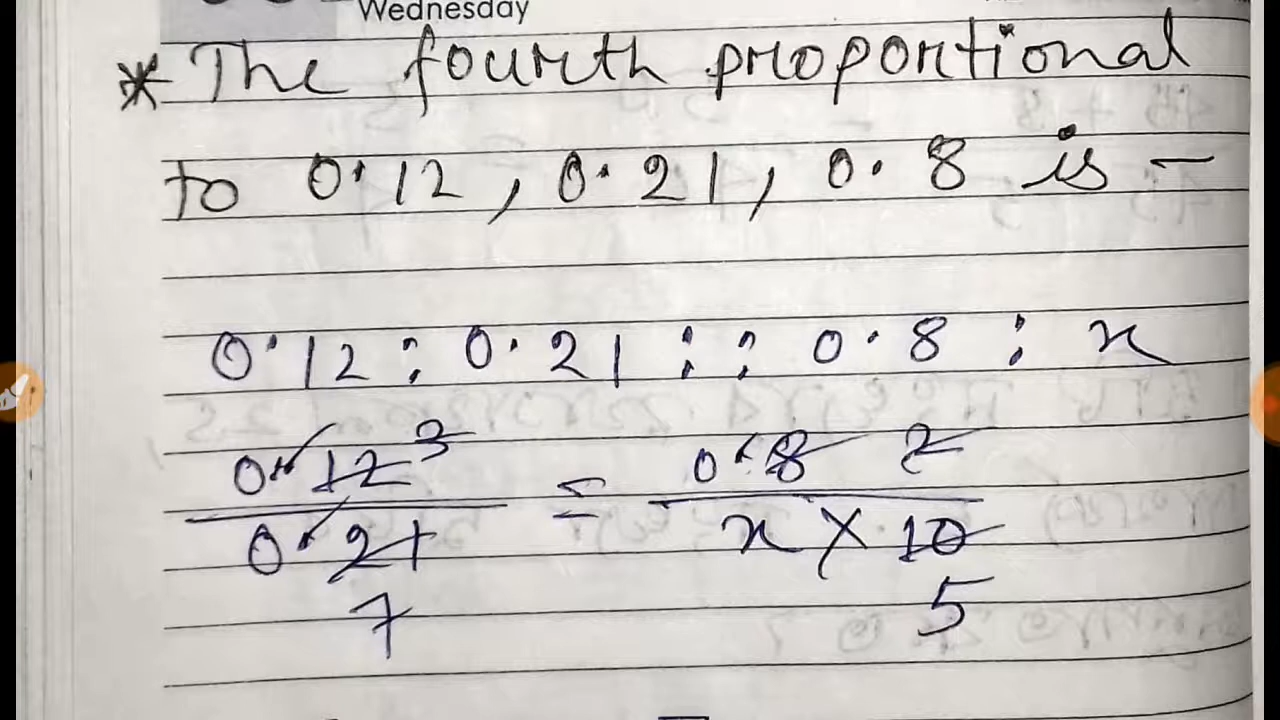 Wednesday
* The fourth proportional
to 0.12, 0.21, 0.8 is -
0.12 : 0.21 :: 0.8 : x
0.12 3 = 0.8 2
0.21 x × 10
7 5